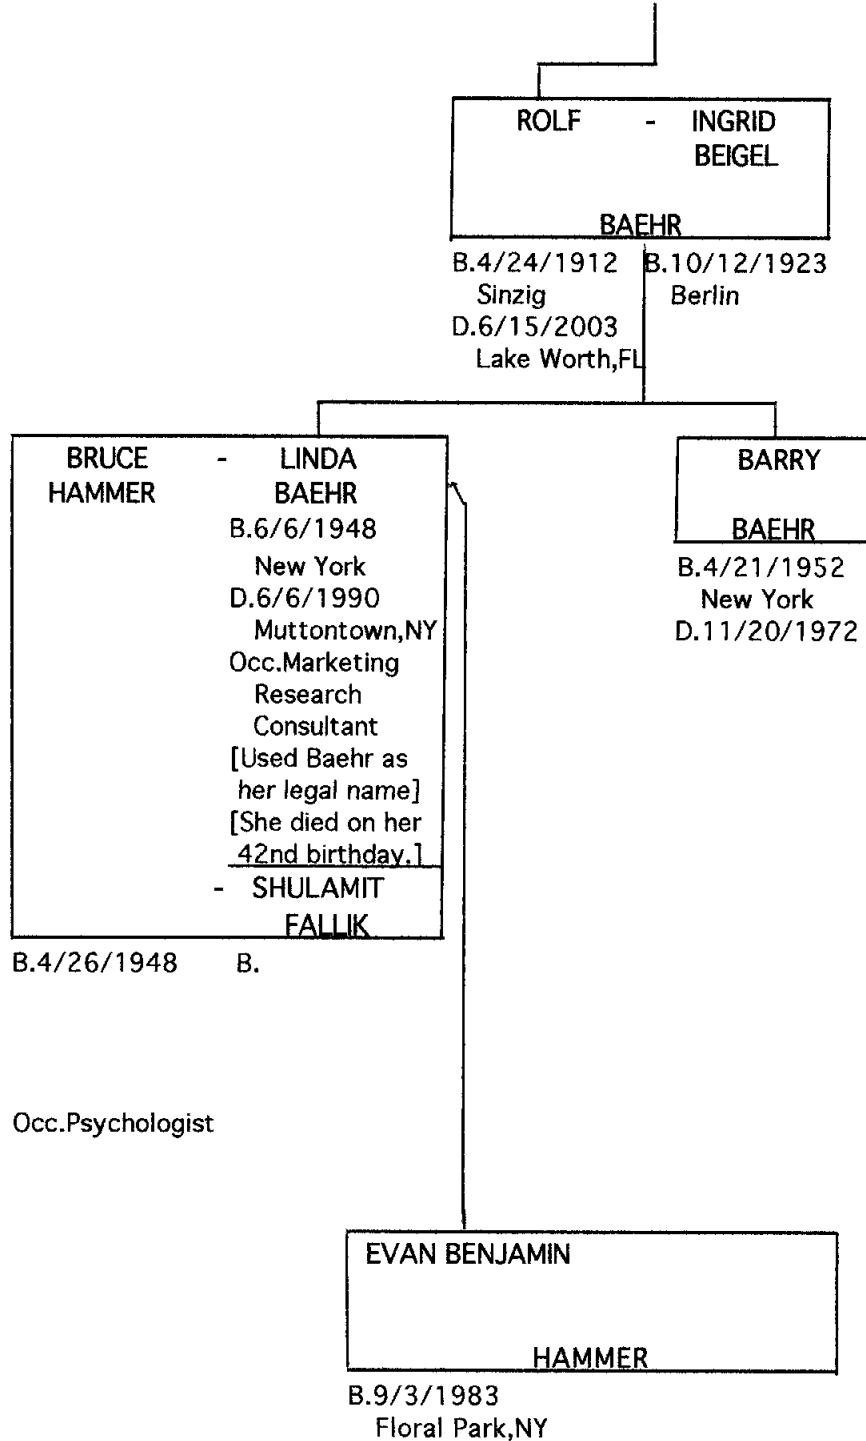 ROLF - INGRID
BEIGEL
BAEHR
B.4/24/1912 B.10/12/1923
Sinzig Berlin
D.6/15/2003
Lake Worth,FL
BRUCE - LINDA
HAMMER BAEHR
B.6/6/1948
New York
D.6/6/1990
Muttontown,NY
Occ.Marketing
Research
Consultant
[Used Baehr as
her legal name]
[She died on her
42nd birthday.]
- SHULAMIT
FALLIK
B.4/26/1948 B.
Occ.Psychologist
BARRY
BAEHR
B.4/21/1952
New York
D.11/20/1972
EVAN BENJAMIN
HAMMER
B.9/3/1983
Floral Park,NY